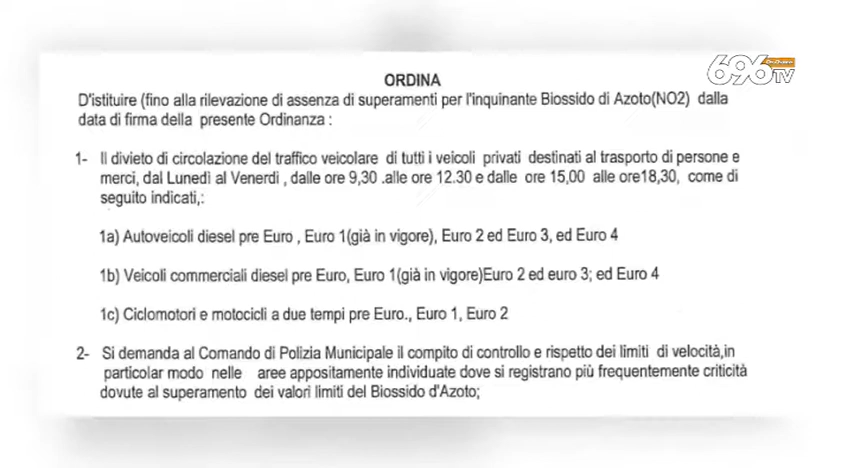 ORDINA
OttoChannel 696TV
D'istituire (fino alla rilevazione di assenza di superamenti per l'inquinante Biossido di Azoto(NO2) dalla
data di firma della presente Ordinanza :
1- Il divieto di circolazione del traffico veicolare di tutti i veicoli privati destinati al trasporto di persone e
merci, dal Lunedì al Venerdi , dalle ore 9,30 .alle ore 12.30 e dalle ore 15,00 alle ore18,30, come di
seguito indicati,:
1a) Autoveicoli diesel pre Euro , Euro 1(già in vigore), Euro 2 ed Euro 3, ed Euro 4
1b) Veicoli commerciali diesel pre Euro, Euro 1(già in vigore)Euro 2 ed euro 3; ed Euro 4
1c) Ciclomotori e motocicli a due tempi pre Euro., Euro 1, Euro 2
2- Si demanda al Comando di Polizia Municipale il compito di controllo e rispetto dei limiti di velocità,in
particolar modo nelle aree appositamente individuate dove si registrano più frequentemente criticità
dovute al superamento dei valori limiti del Biossido d'Azoto;